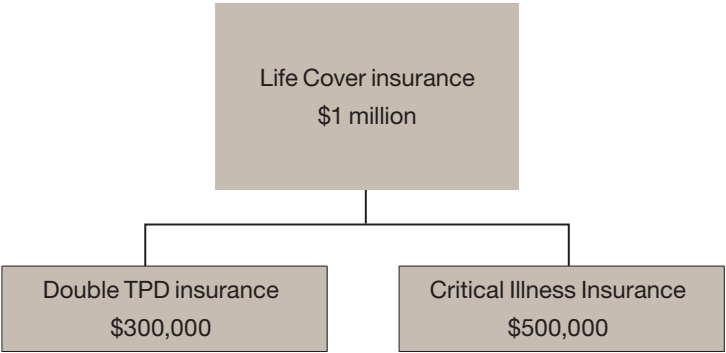 Life Cover insurance
$1 million
Double TPD insurance
$300,000
Critical Illness Insurance
$500,000